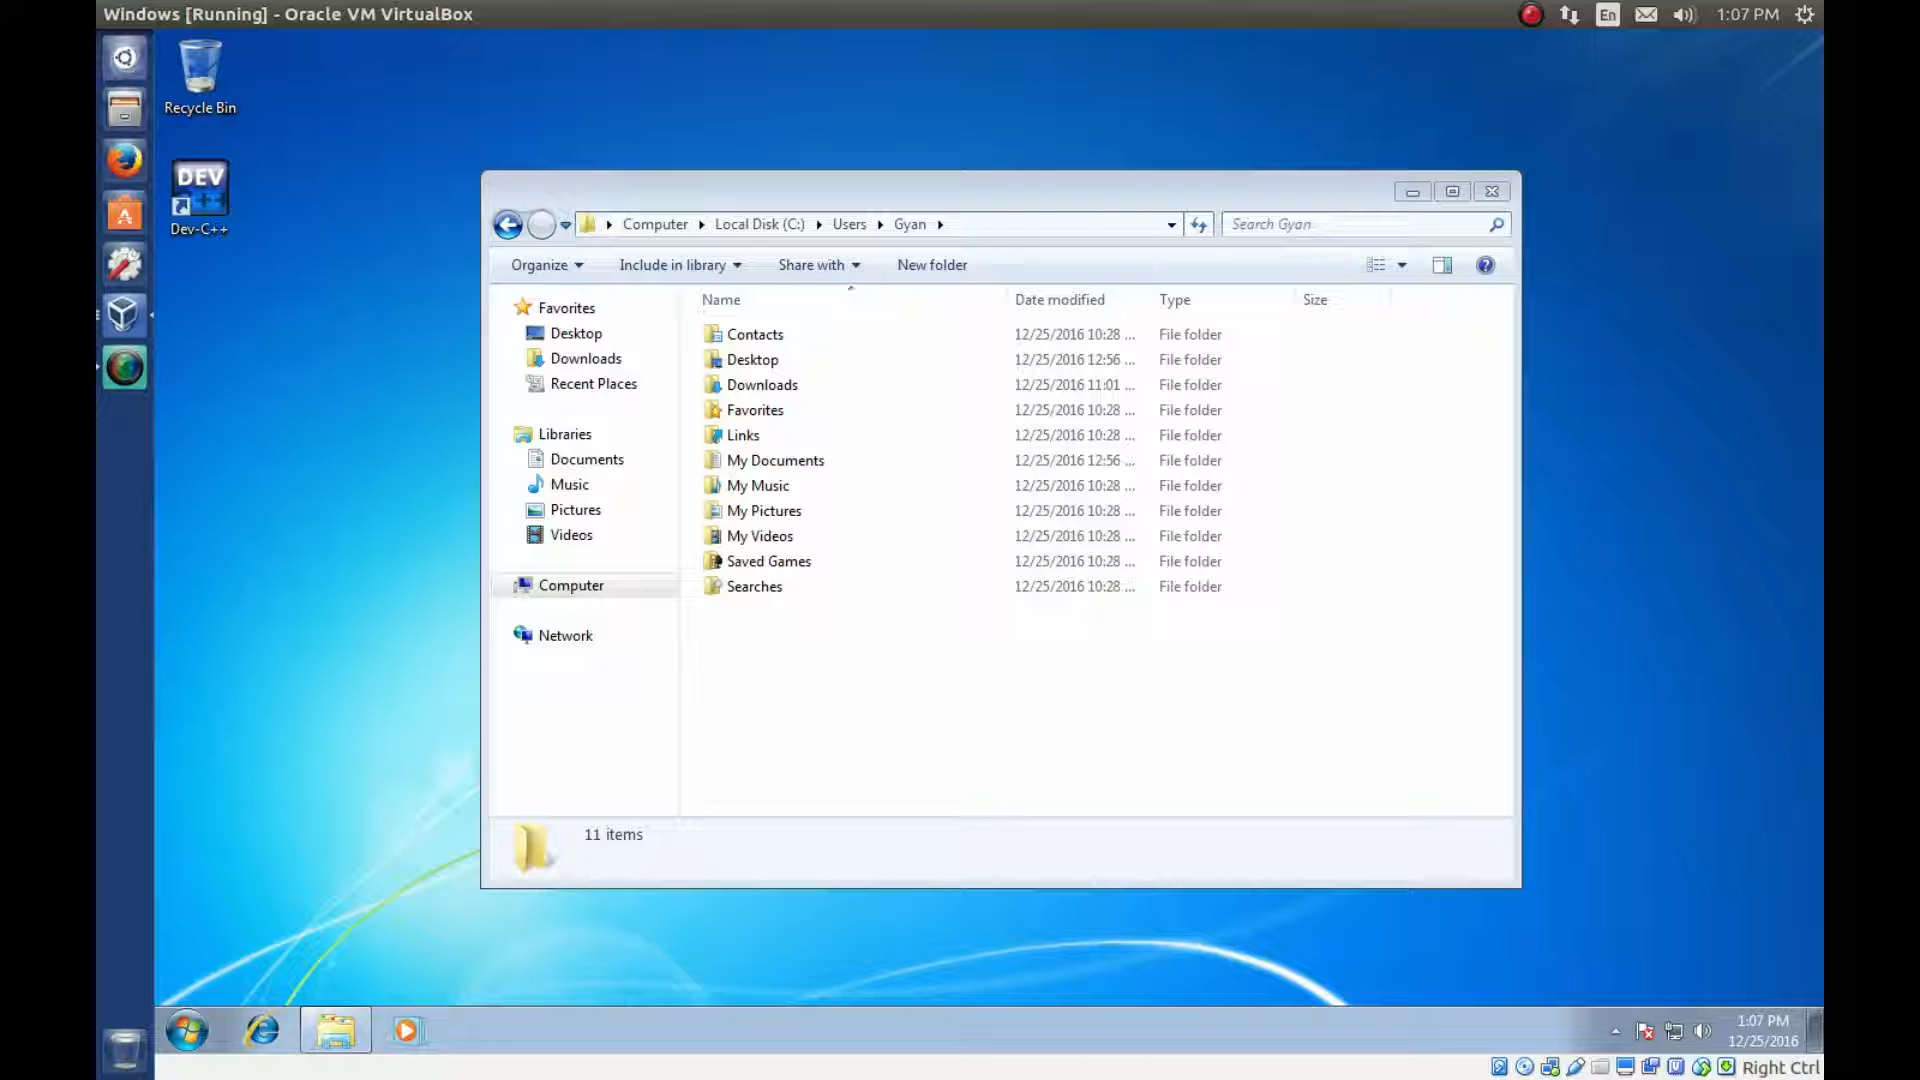 Windows [Running] - Oracle VM VirtualBox
En
1:07 PM
Recycle Bin
DEV
Dev-C++
Computer
Local Disk (C:)
Users
Gyan
Search Gyan
Organize
Include in library
Share with
New folder
Name
Date modified
Type
Size
Favorites
Desktop
Downloads
Recent Places
Libraries
Documents
Music
Pictures
Videos
Computer
Network
Contacts 12/25/2016 10:28 ... File folder
Desktop 12/25/2016 12:56 ... File folder
Downloads 12/25/2016 11:01 ... File folder
Favorites 12/25/2016 10:28 ... File folder
Links 12/25/2016 10:28 ... File folder
My Documents 12/25/2016 12:56 ... File folder
My Music 12/25/2016 10:28 ... File folder
My Pictures 12/25/2016 10:28 ... File folder
My Videos 12/25/2016 10:28 ... File folder
Saved Games 12/25/2016 10:28 ... File folder
Searches 12/25/2016 10:28 ... File folder
11 items
1:07 PM
12/25/2016
Right Ctrl